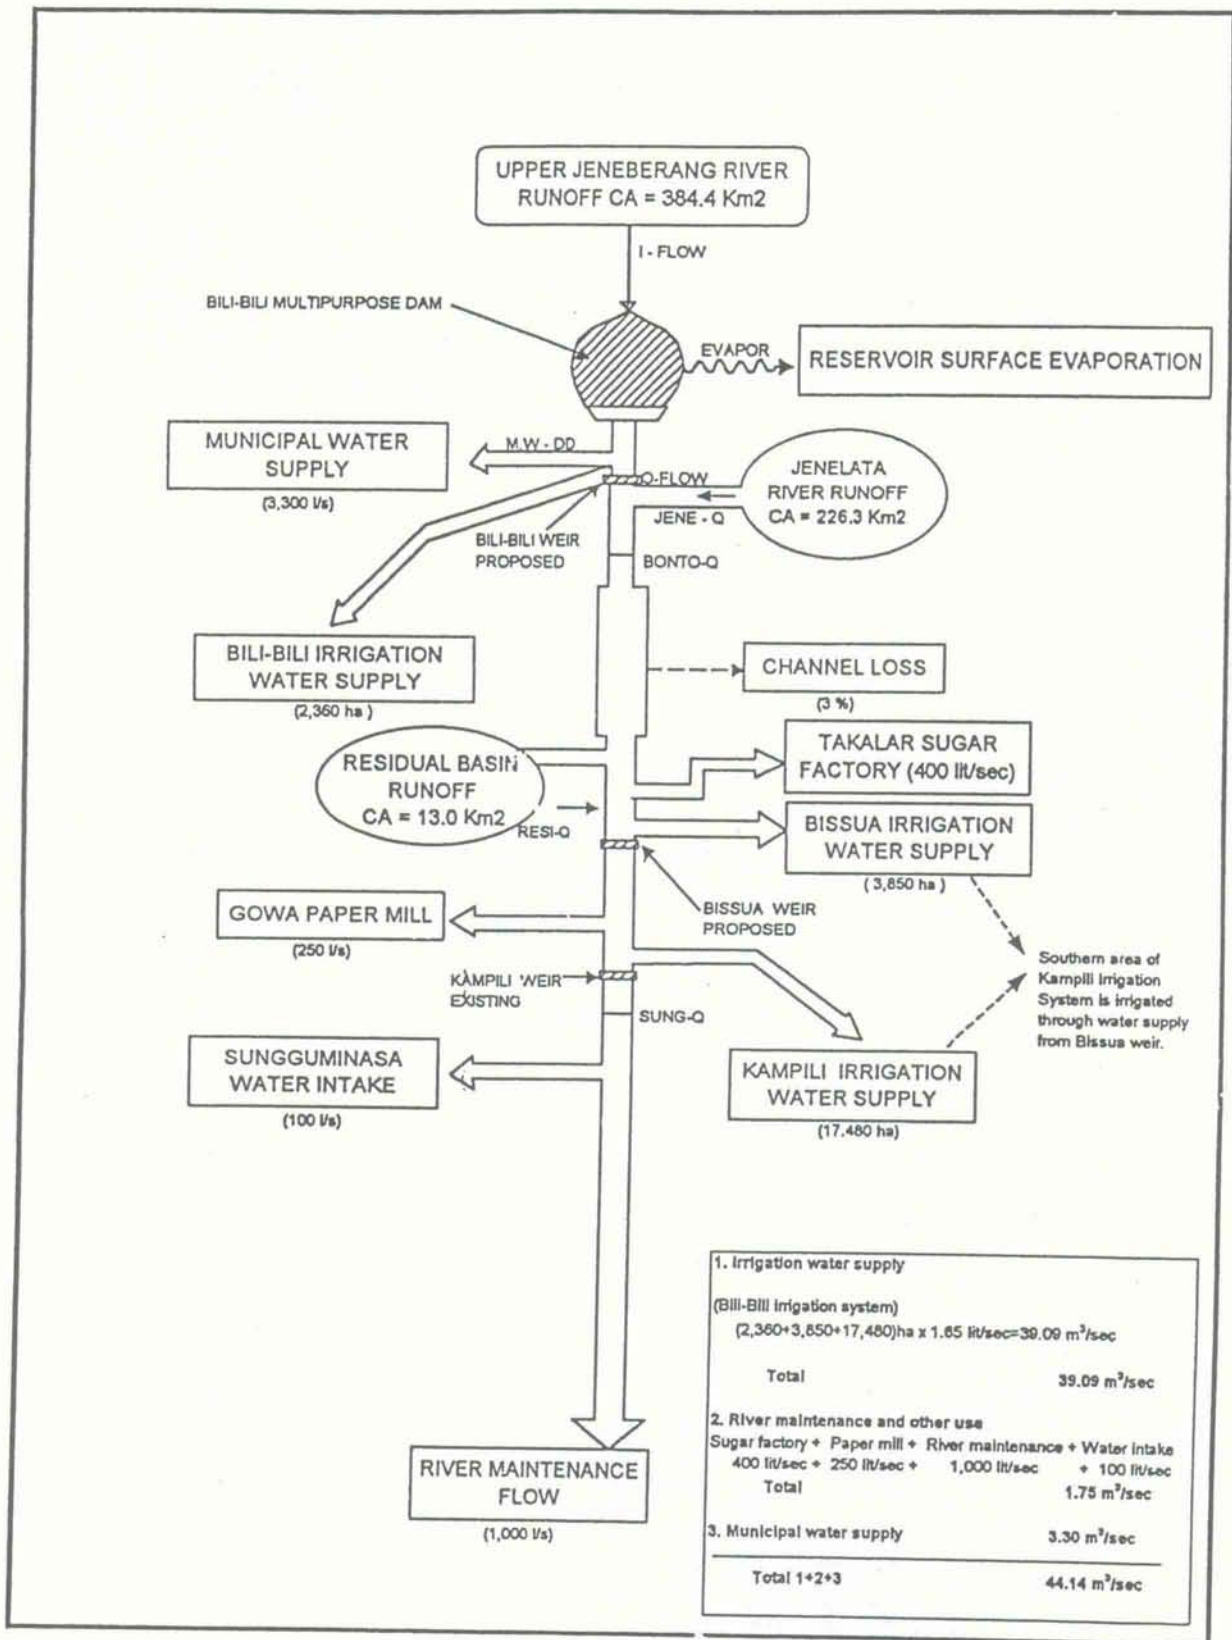 UPPER JENEBERANG RIVER
RUNOFF CA = 384.4 Km2
I - FLOW
BILI-BILI MULTIPURPOSE DAM
EVAPOR
RESERVOIR SURFACE EVAPORATION
MUNICIPAL WATER
SUPPLY
(3,300 l/s)
M.W - DD
O-FLOW
JENELATA
RIVER RUNOFF
CA = 226.3 Km2
JENE - Q
BILI-BILI WEIR
PROPOSED
BONTO-Q
BILI-BILI IRRIGATION
WATER SUPPLY
(2,360 ha )
CHANNEL LOSS
(3 %)
TAKALAR SUGAR
FACTORY (400 lit/sec)
RESIDUAL BASIN
RUNOFF
CA = 13.0 Km2
RESI-Q
BISSUA IRRIGATION
WATER SUPPLY
( 3,850 ha )
GOWA PAPER MILL
(250 l/s)
BISSUA WEIR
PROPOSED
KAMPILI WEIR
EXISTING
SUNG-Q
Southern area of
Kampili Irrigation
System is irrigated
through water supply
from Bissua weir.
SUNGGUMINASA
WATER INTAKE
(100 l/s)
KAMPILI IRRIGATION
WATER SUPPLY
(17,480 ha)
RIVER MAINTENANCE
FLOW
(1,000 l/s)
1. Irrigation water supply
(Bili-Bili irrigation system)
(2,360+3,850+17,480)ha x 1.65 lit/sec=39.09 m³/sec
Total 39.09 m³/sec
2. River maintenance and other use
Sugar factory + Paper mill + River maintenance + Water intake
400 lit/sec + 250 lit/sec + 1,000 lit/sec + 100 lit/sec
Total 1.75 m³/sec
3. Municipal water supply 3.30 m³/sec
Total 1+2+3 44.14 m³/sec